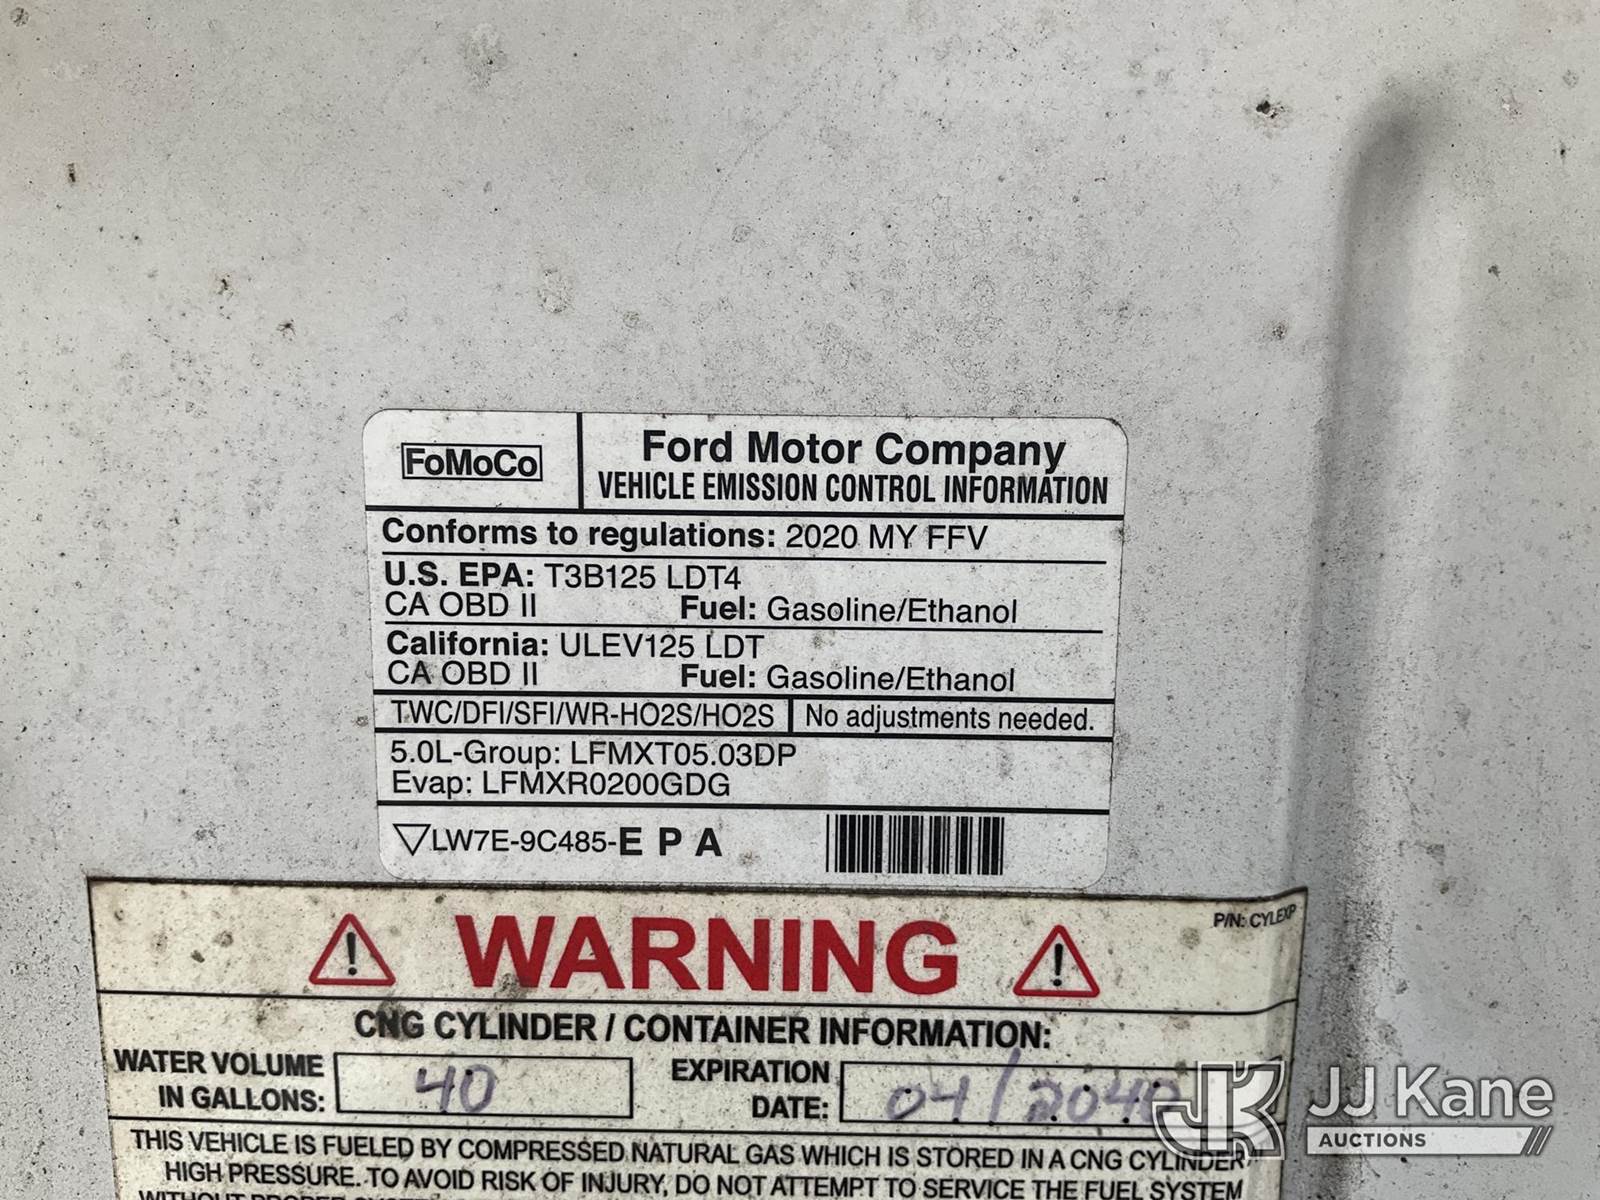 FoMoCo
Ford Motor Company
VEHICLE EMISSION CONTROL INFORMATION
Conforms to regulations: 2020 MY FFV
U.S. EPA: T3B125 LDT4
CA OBD II Fuel: Gasoline/Ethanol
California: ULEV125 LDT
CA OBD II Fuel: Gasoline/Ethanol
TWC/DFI/SFI/WR-HO2S/HO2S No adjustments needed.
5.0L-Group: LFMXT05.03DP
Evap: LFMXR0200GDG
LW7E-9C485-E P A
P/N: CYLEXP
WARNING
CNG CYLINDER / CONTAINER INFORMATION:
WATER VOLUME IN GALLONS: 40
EXPIRATION DATE: 04/2040
THIS VEHICLE IS FUELED BY COMPRESSED NATURAL GAS WHICH IS STORED IN A CNG CYLINDER
HIGH PRESSURE. TO AVOID RISK OF INJURY, DO NOT ATTEMPT TO SERVICE THE FUEL SYSTEM
WITHOUT
JJ Kane
AUCTIONS